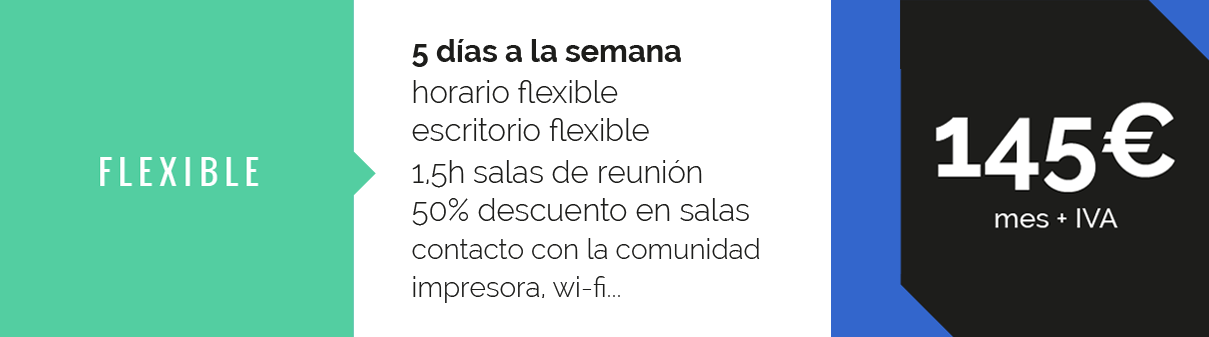 FLEXIBLE
5 días a la semana
horario flexible
escritorio flexible
1,5h salas de reunión
50% descuento en salas
contacto con la comunidad
impresora, wi-fi...
145€
mes + IVA